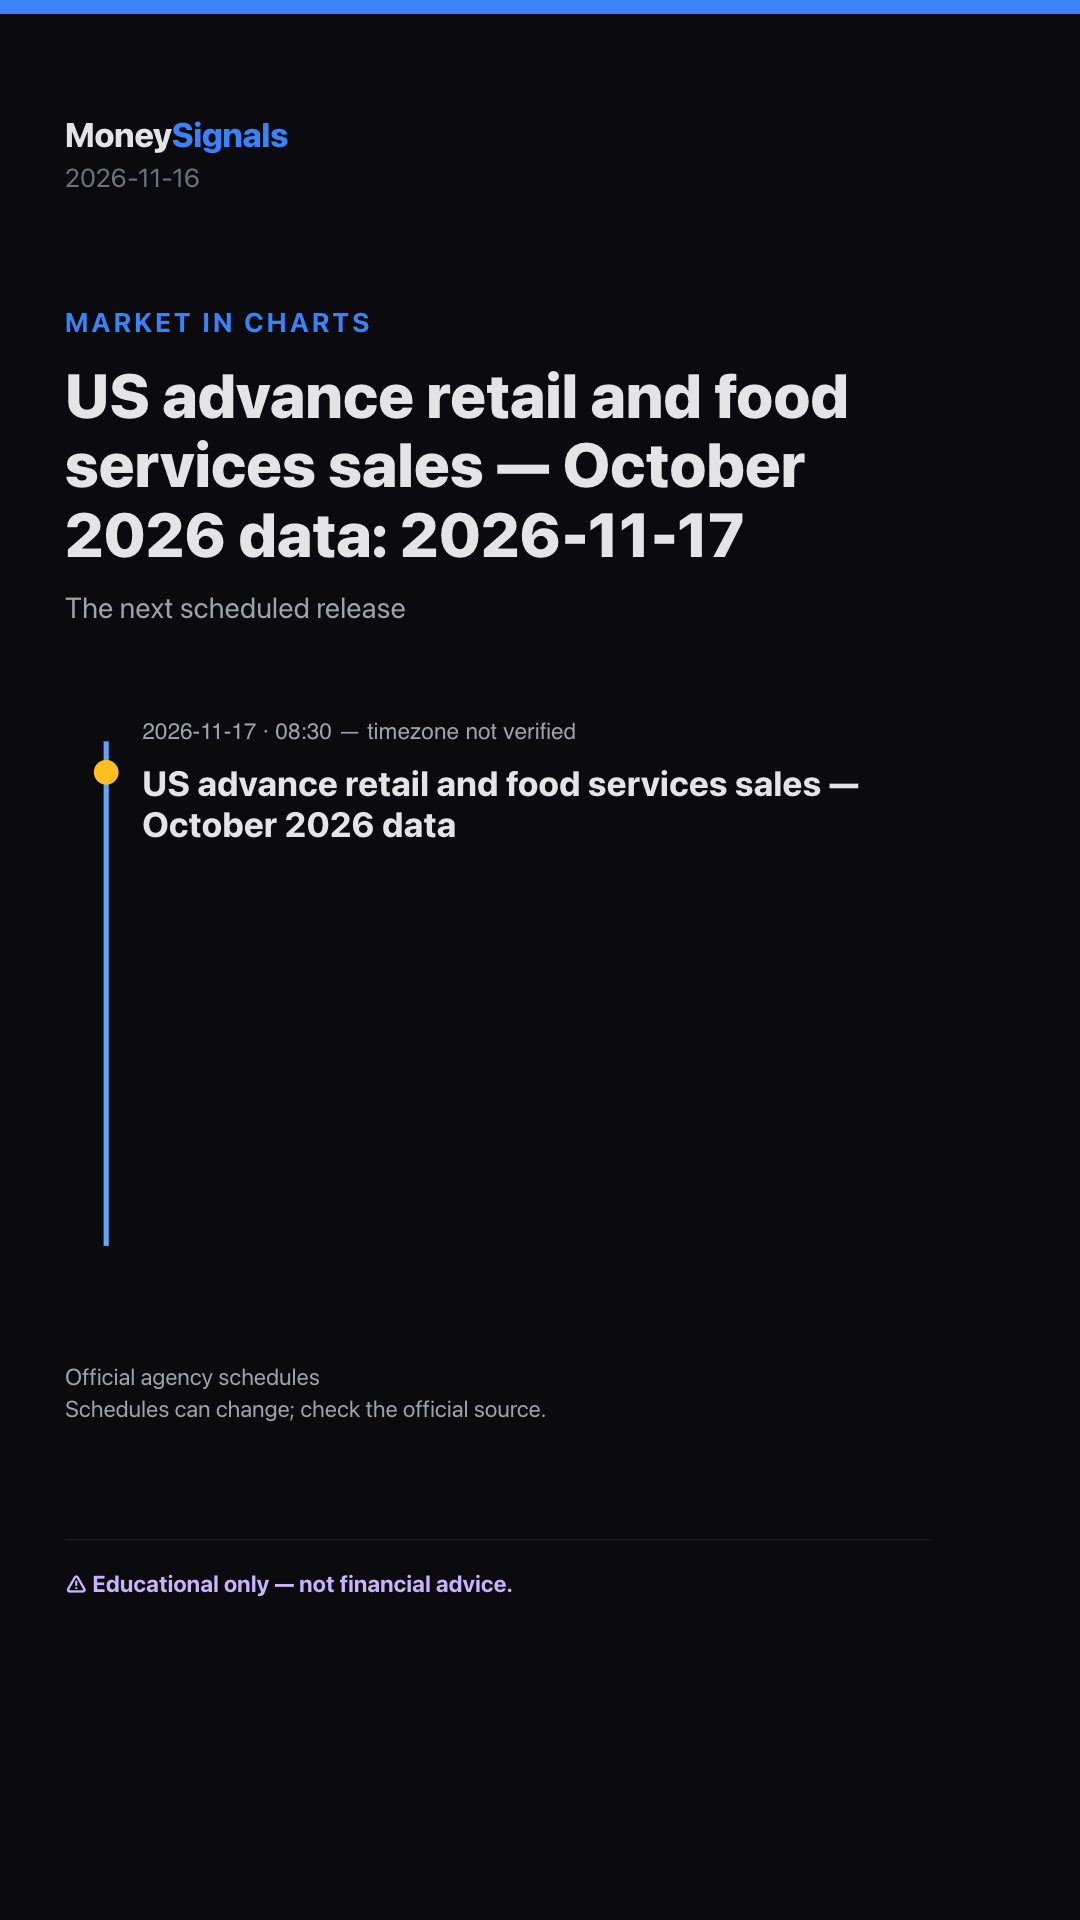 MoneySignals
2026-11-16
MARKET IN CHARTS
US advance retail and food
services sales — October
2026 data: 2026-11-17
The next scheduled release
2026-11-17 · 08:30 — timezone not verified
US advance retail and food services sales —
October 2026 data
Official agency schedules
Schedules can change; check the official source.
⚠ Educational only — not financial advice.